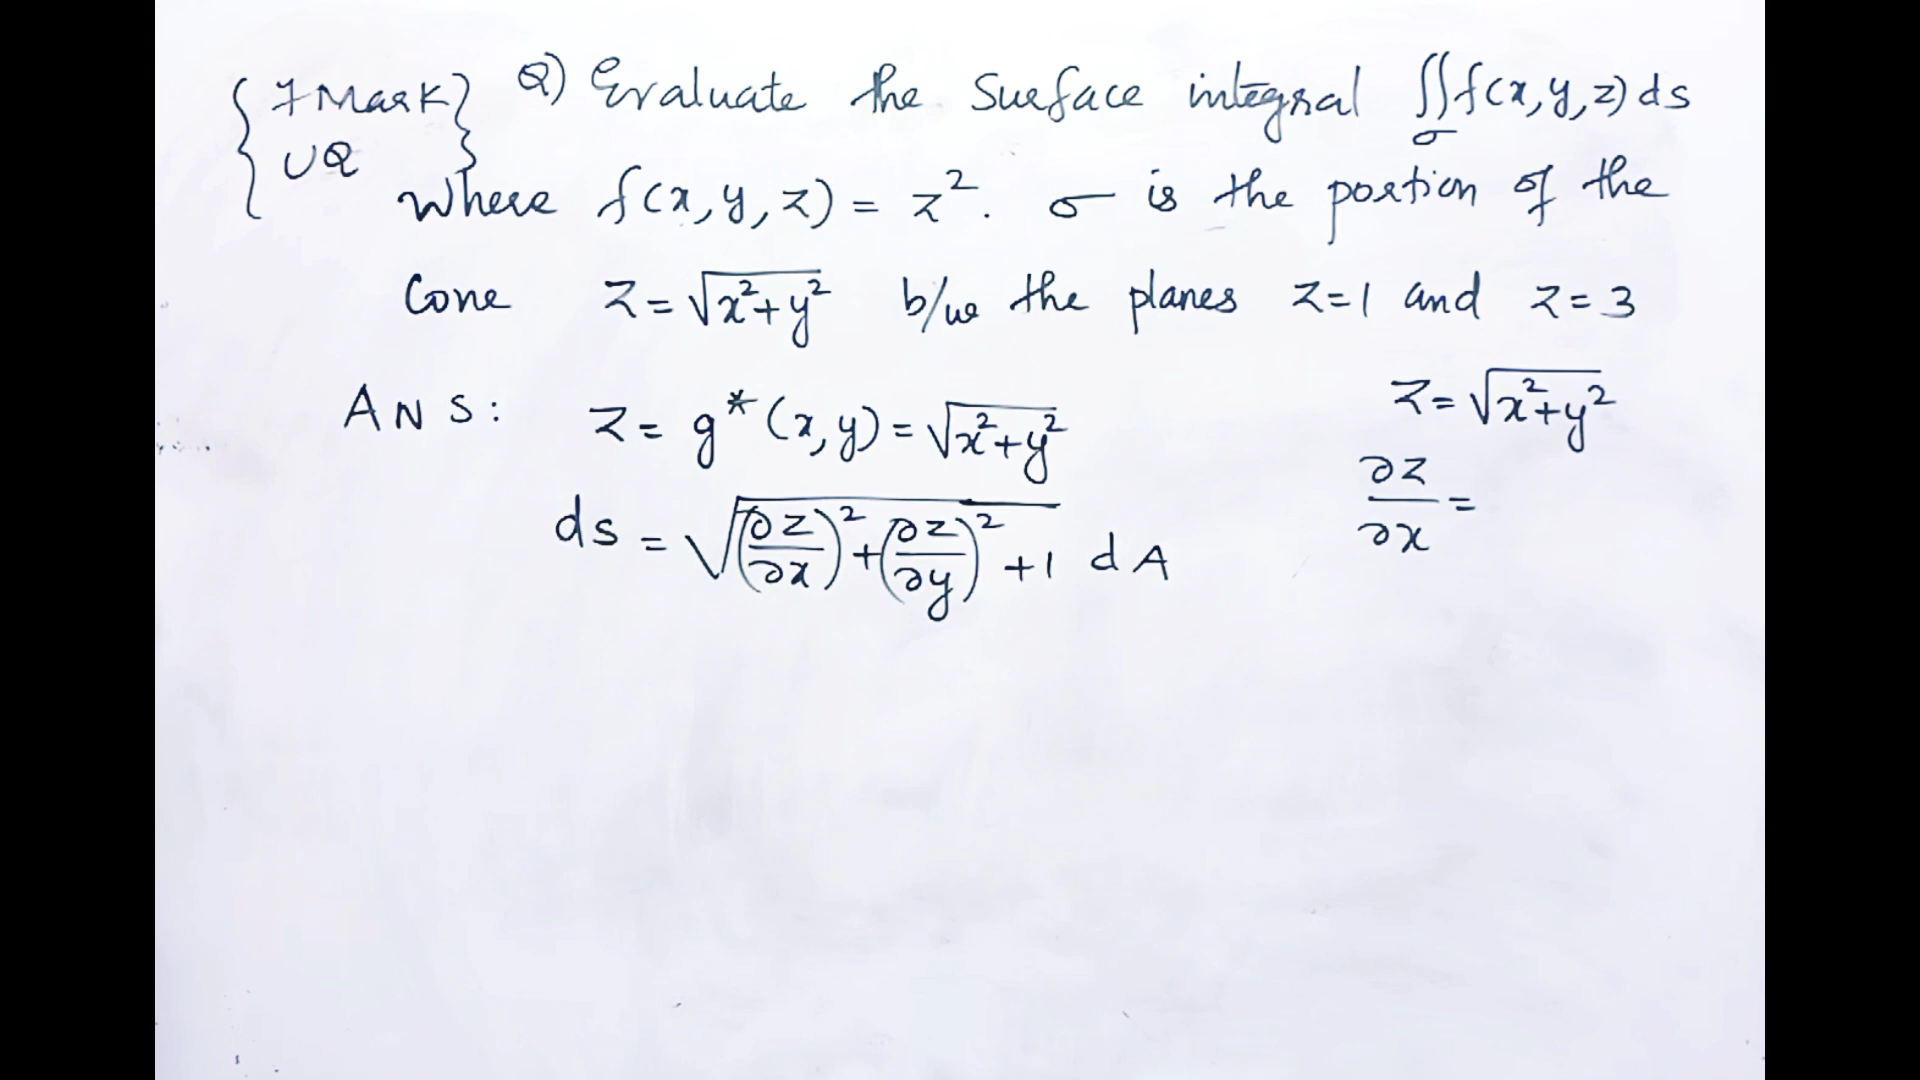 {7 Mark} Q) Evaluate the surface integral ∬_σ f(x,y,z) ds
UQ
where f(x,y,z) = z². σ is the portion of the
Cone z = √(x²+y²) b/w the planes z=1 and z=3
ANS: z = g*(x,y) = √(x²+y²)
z = √(x²+y²)
ds = √((∂z/∂x)² + (∂z/∂y)² + 1) dA
∂z/∂x =